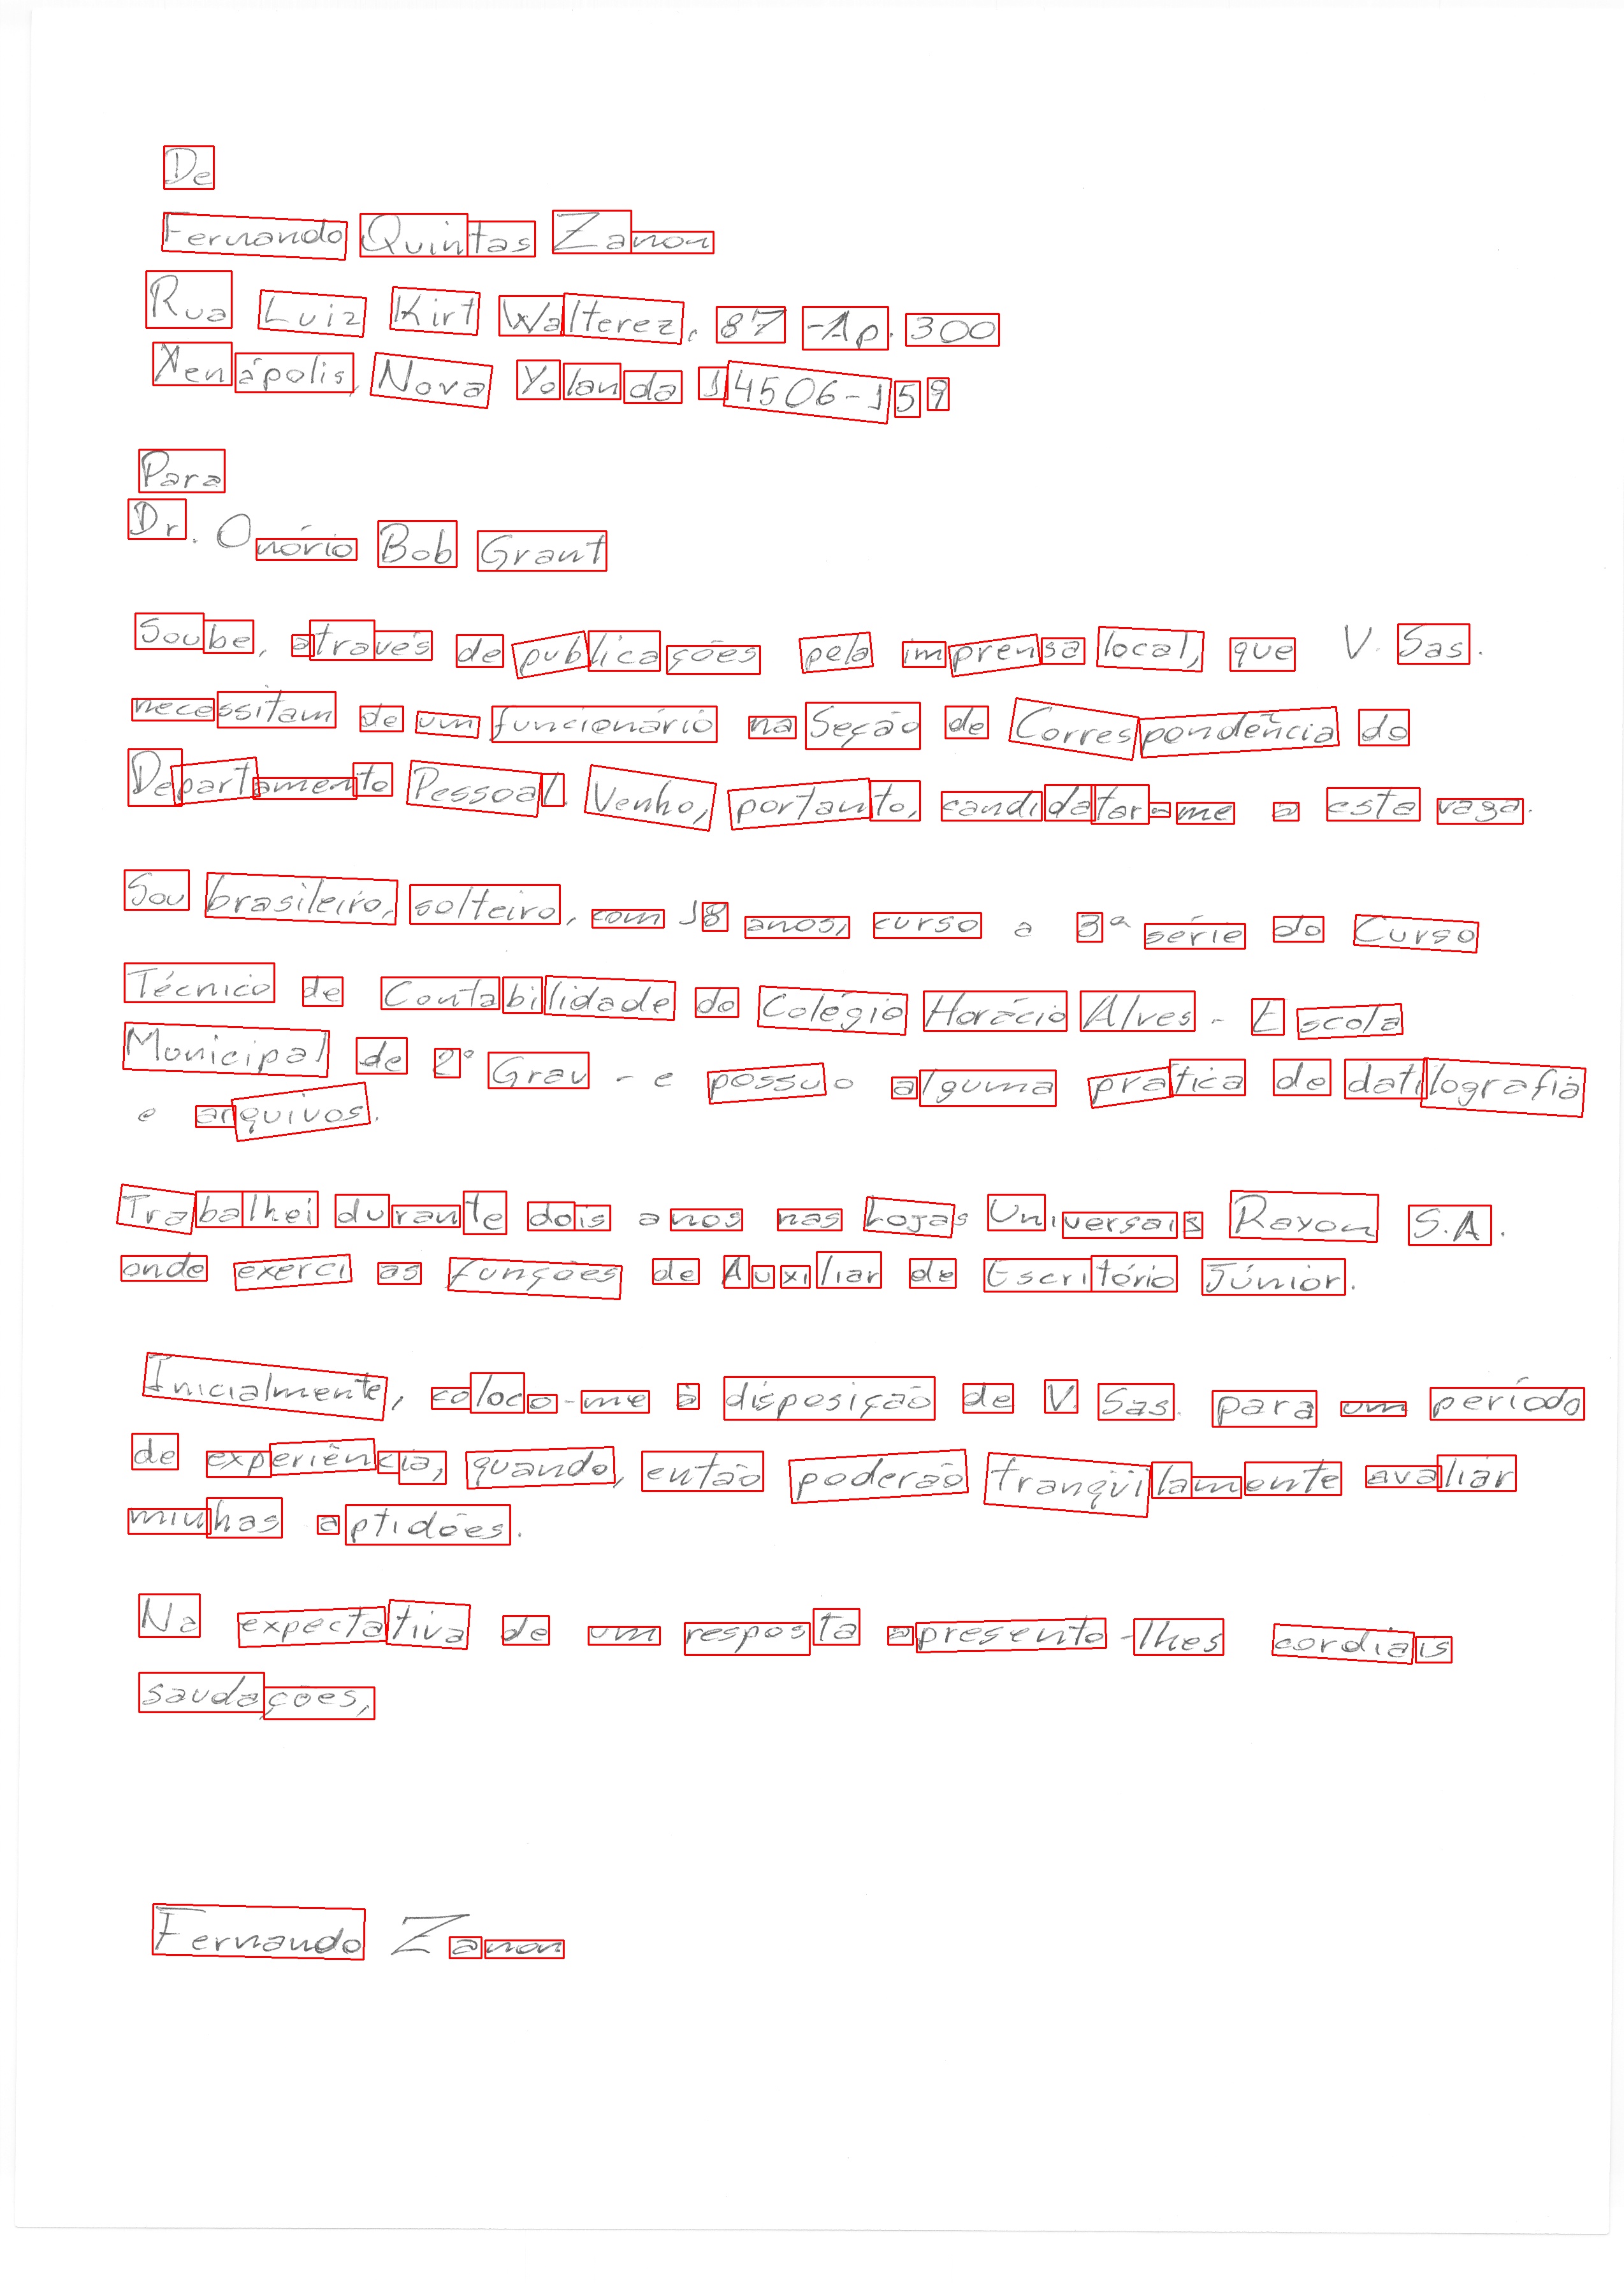 De
Fernando Quintas Zanon
Rua Luiz Kirt Walterez, 87 - Ap. 300
Xenápolis, Nova Yolanda 14506-159
Para
Dr. Onório Bob Grant
Soube, através de publicações pela imprensa local, que V. Sas.
necessitam de um funcionário na Seção de Correspondência do
Departamento Pessoal. Venho, portanto, candidatar-me a esta vaga.
Sou brasileiro, solteiro, com 18 anos, curso a 3ª série do Curso
Técnico de Contabilidade do Colégio Horácio Alves - Escola
Municipal de 2º Grau - e possuo alguma prática de datilografia
e arquivos.
Trabalhei durante dois anos nas Lojas Universais Rayon S.A.
onde exerci as funções de Auxiliar de Escritório Júnior.
Inicialmente, coloco-me à disposição de V. Sas. para um período
de experiência, quando, então poderão tranqüilamente avaliar
minhas aptidões.
Na expectativa de um resposta apresento-lhes cordiais
saudações,
Fernando Zanon